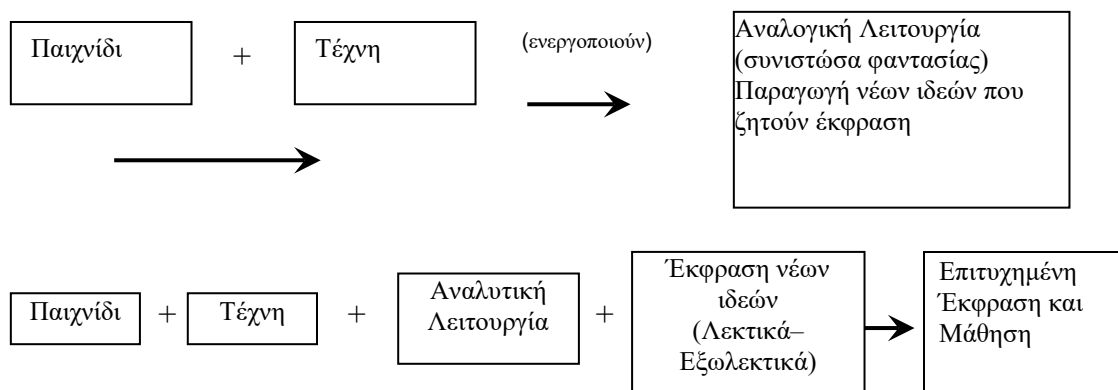 Παιχνίδι + Τέχνη (ενεργοποιούν) Αναλογική Λειτουργία
(συνιστώσα φαντασίας)
Παραγωγή νέων ιδεών που
ζητούν έκφραση
Παιχνίδι + Τέχνη + Αναλυτική
Λειτουργία + Έκφραση νέων
ιδεών
(Λεκτικά–
Εξωλεκτικά) Επιτυχημένη
Έκφραση και
Μάθηση